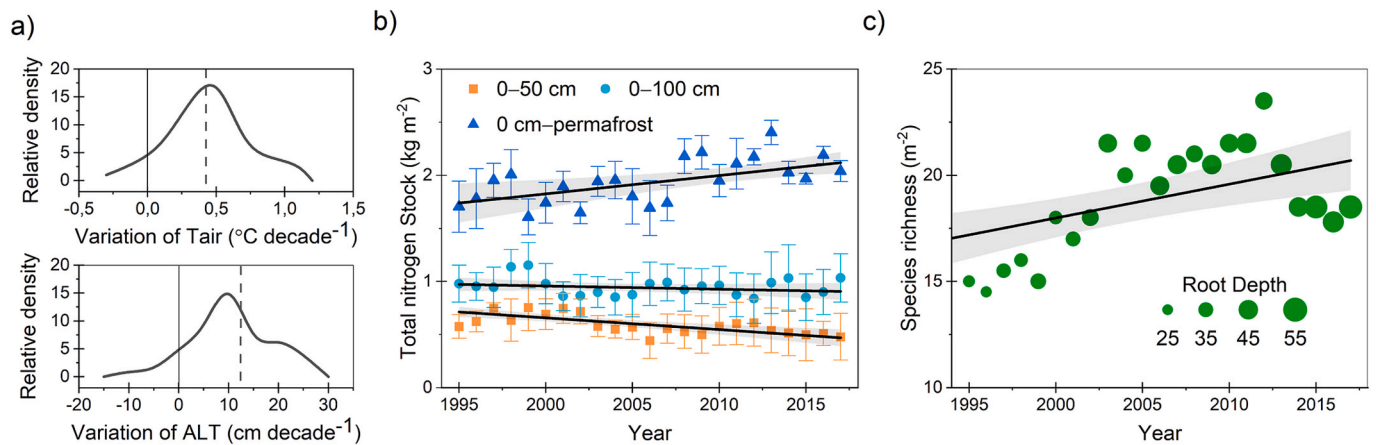 a)
Relative density
20
15
10
5
0
-0,5
0,0
0,5
1,0
1,5
Variation of Tair (°C decade-1)
Relative density
20
15
10
5
0
-20
-10
0
10
20
30
Variation of ALT (cm decade-1)
b)
Total nitrogen Stock (kg m-2)
3
2
1
0
0–50 cm
0–100 cm
0 cm–permafrost
1995
2000
2005
2010
2015
Year
c)
Species richness (m-2)
25
20
15
10
Root Depth
25 35 45 55
1995
2000
2005
2010
2015
Year